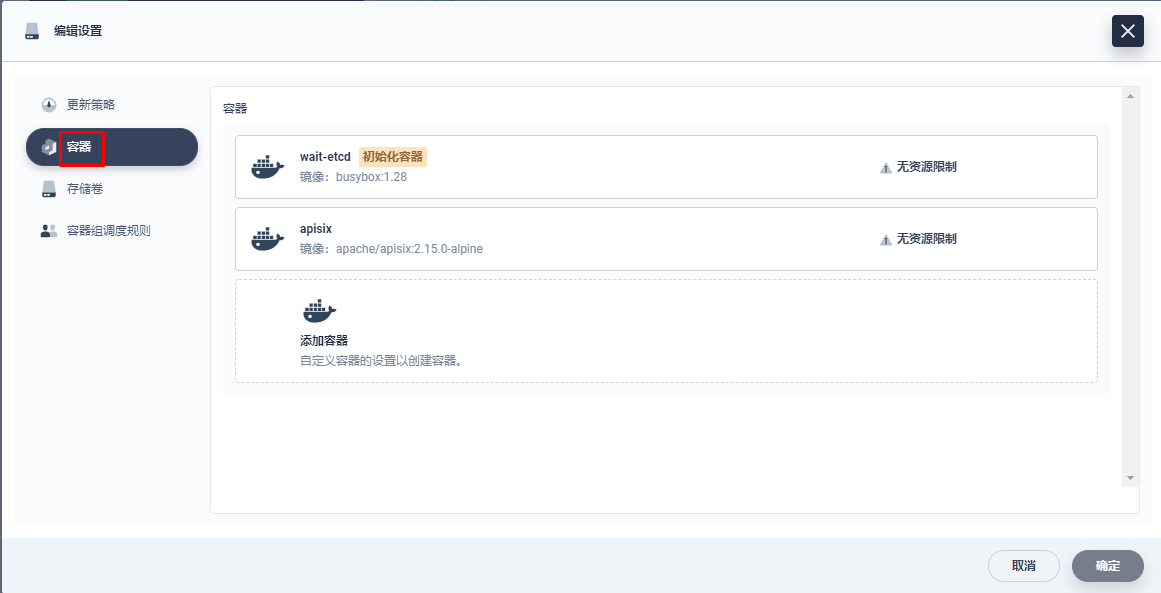 编辑设置
更新策略
容器
存储卷
容器组调度规则
容器
wait-etcd 初始化容器
镜像：busybox:1.28
无资源限制
apisix
镜像：apache/apisix:2.15.0-alpine
无资源限制
添加容器
自定义容器的设置以创建容器。
取消
确定